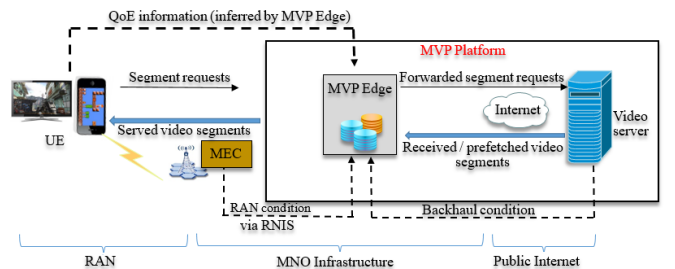 QoE information (inferred by MVP Edge)
MVP Platform
Segment requests
MVP Edge
Forwarded segment requests
Internet
Video
server
UE
Served video segments
MEC
Received / prefetched video
segments
RAN condition
via RNIS
Backhaul condition
RAN
MNO Infrastructure
Public Internet